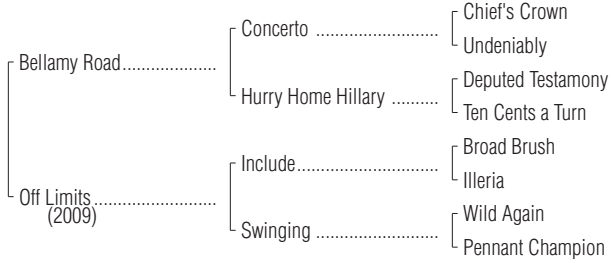 Chief's Crown
Concerto ....................
Undeniably
Bellamy Road....................
Deputed Testamony
Hurry Home Hillary ..........
Ten Cents a Turn
Broad Brush
Include........................
Illeria
Off Limits..........................
(2009)
Wild Again
Swinging ....................
Pennant Champion